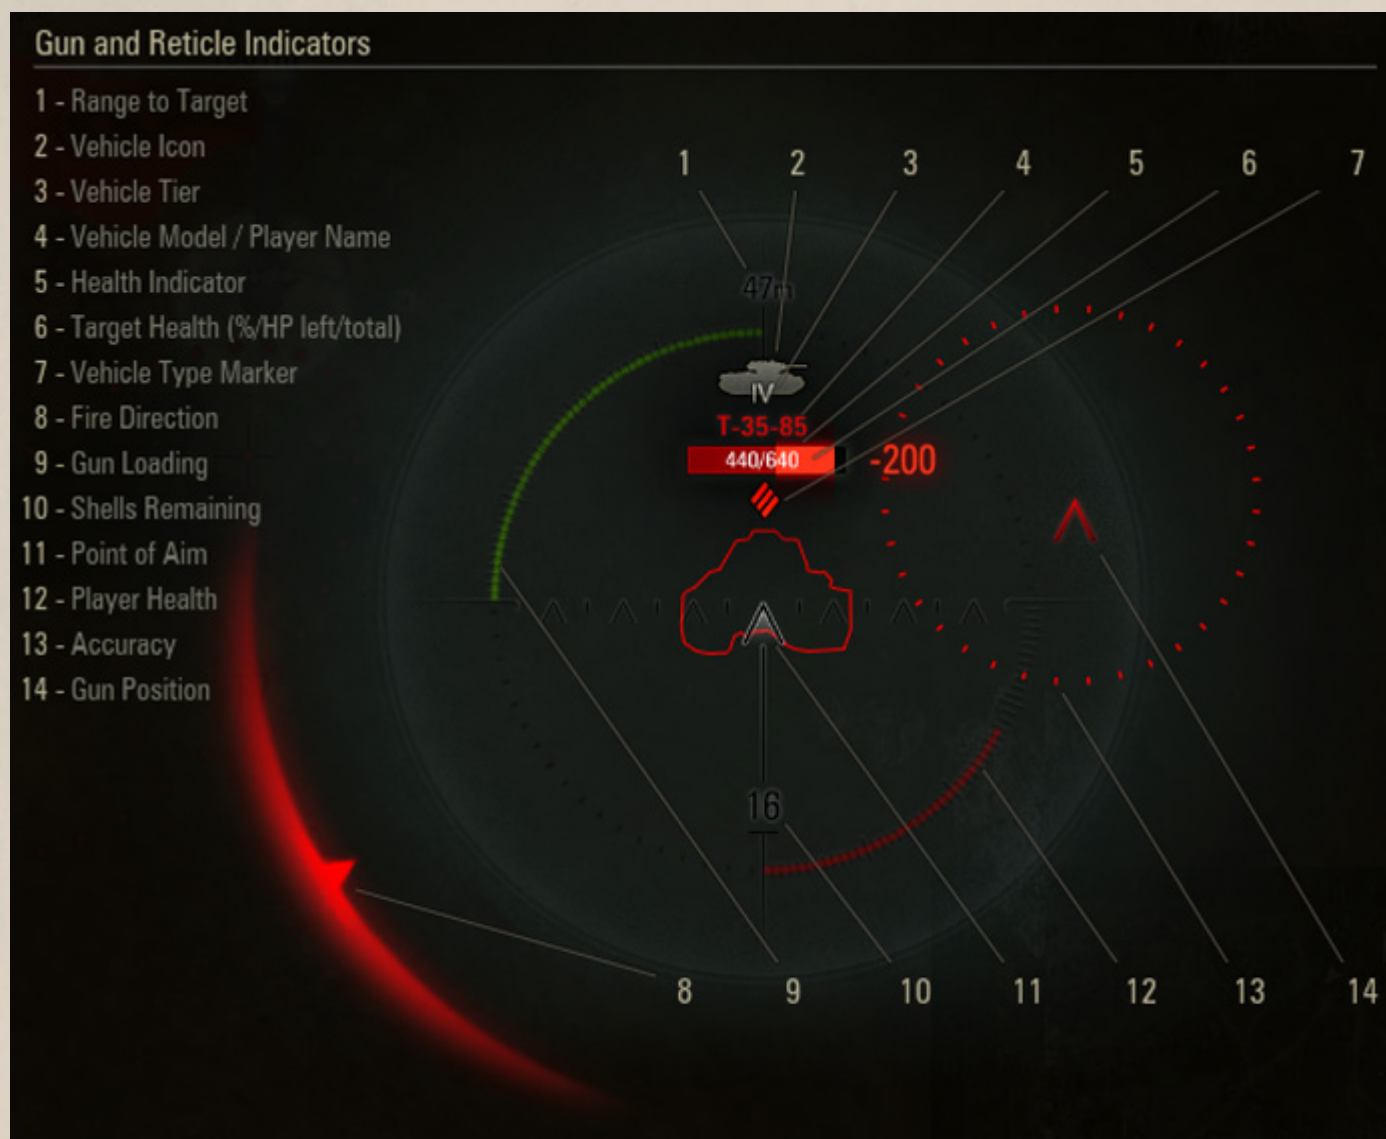 Gun and Reticle Indicators
1 - Range to Target
2 - Vehicle Icon
3 - Vehicle Tier
4 - Vehicle Model / Player Name
5 - Health Indicator
6 - Target Health (%/HP left/total)
7 - Vehicle Type Marker
8 - Fire Direction
9 - Gun Loading
10 - Shells Remaining
11 - Point of Aim
12 - Player Health
13 - Accuracy
14 - Gun Position
1 2 3 4 5 6 7
47m
IV
T-35-85
440/640 -200
16
8 9 10 11 12 13 14